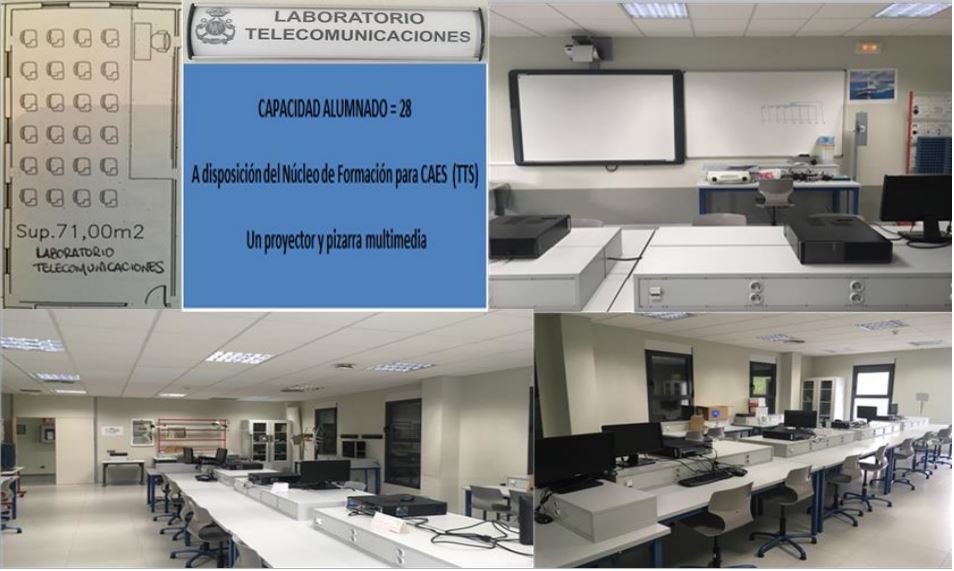 Sup.71,00m2
LABORATORIO
TELECOMUNICACIONES
LABORATORIO
TELECOMUNICACIONES
CAPACIDAD ALUMNADO = 28
A disposición del Núcleo de Formación para CAES (TTS)
Un proyector y pizarra multimedia